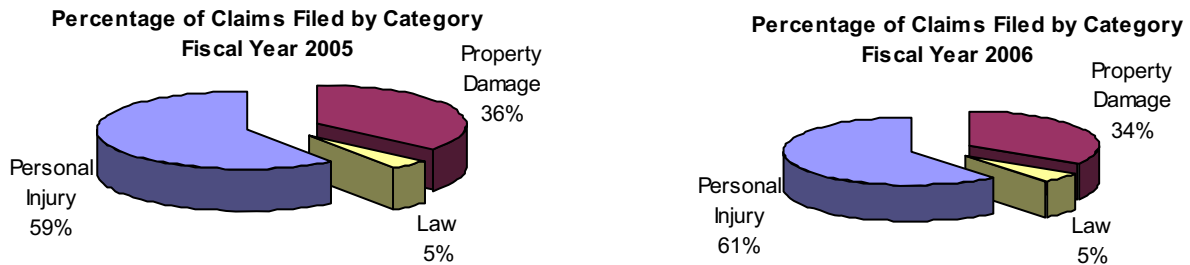 Percentage of Claims Filed by Category
Fiscal Year 2005
Property
Damage
36%
Personal
Injury
59%
Law
5%
Percentage of Claims Filed by Category
Fiscal Year 2006
Property
Damage
34%
Personal
Injury
61%
Law
5%